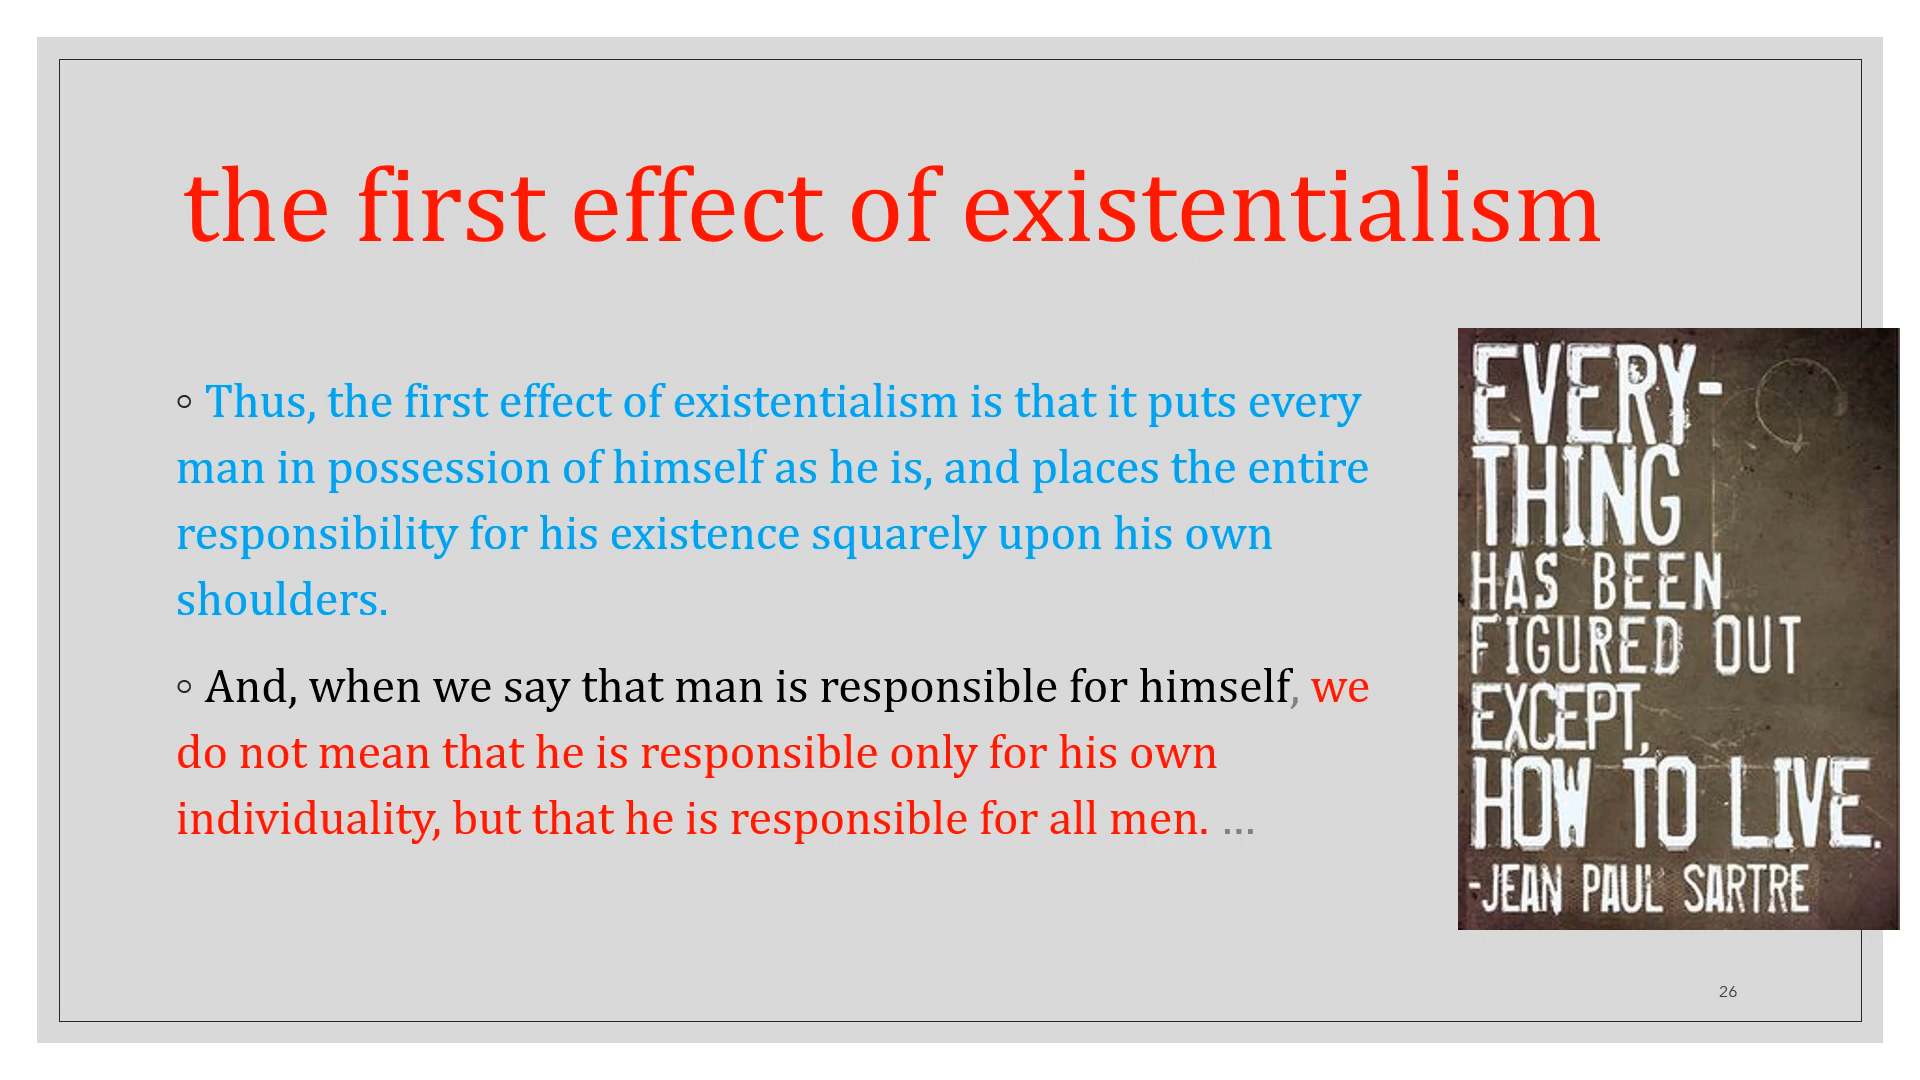 the first effect of existentialism
◦ Thus, the first effect of existentialism is that it puts every
man in possession of himself as he is, and places the entire
responsibility for his existence squarely upon his own
shoulders.
◦ And, when we say that man is responsible for himself, we
do not mean that he is responsible only for his own
individuality, but that he is responsible for all men. …
EVERY-
THING
HAS BEEN
FIGURED OUT
EXCEPT,
HOW TO LIVE.
-JEAN PAUL SARTRE
26